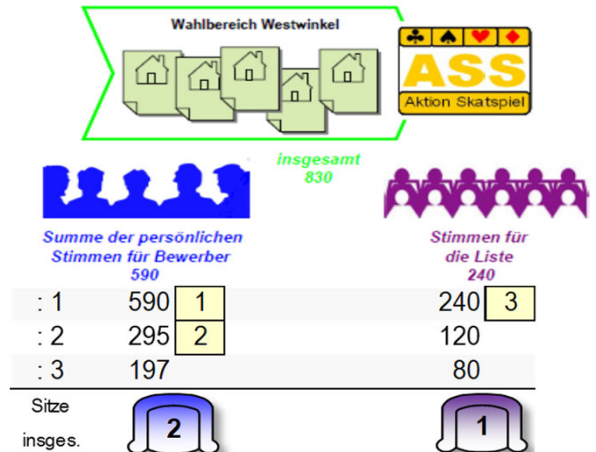 Wahlbereich Westwinkel
ASS
Aktion Skatspiel
insgesamt
830
Summe der persönlichen
Stimmen für Bewerber
590
Stimmen für
die Liste
240
: 1 590 1 240 3
: 2 295 2 120
: 3 197 80
Sitze
insges.
2 1